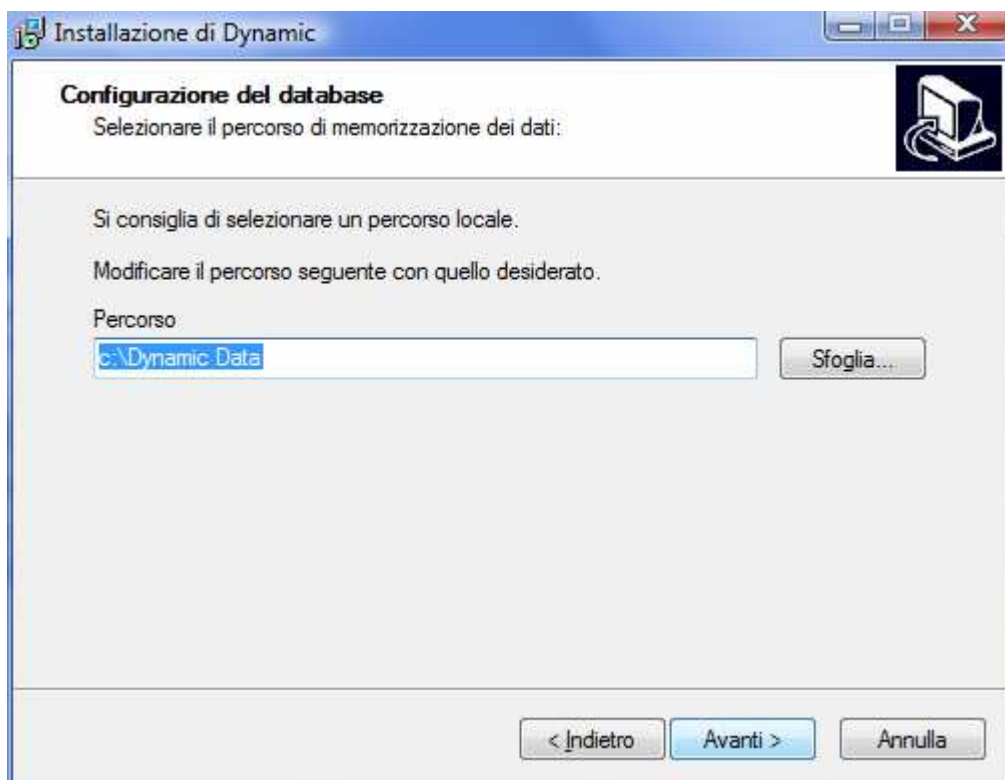 Installazione di Dynamic
Configurazione del database
Selezionare il percorso di memorizzazione dei dati:
Si consiglia di selezionare un percorso locale.
Modificare il percorso seguente con quello desiderato.
Percorso
c:\Dynamic Data
Sfoglia...
< Indietro
Avanti >
Annulla